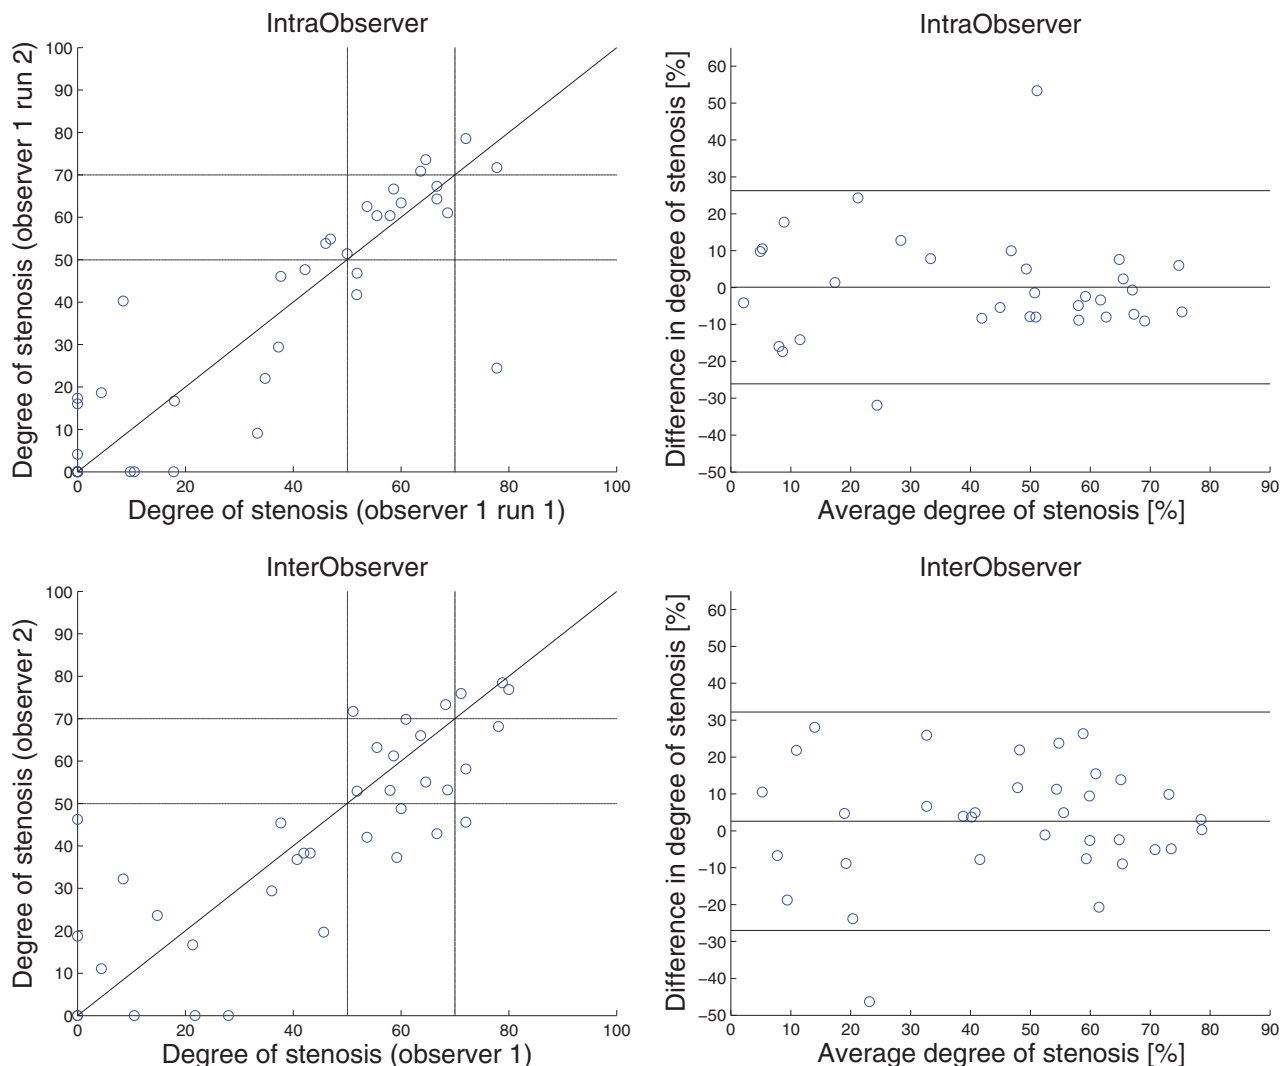 IntraObserver
Degree of stenosis (observer 1 run 2)
100
90
80
70
60
50
40
30
20
10
0
0 20 40 60 80 100
Degree of stenosis (observer 1 run 1)
IntraObserver
Difference in degree of stenosis [%]
60
50
40
30
20
10
0
−10
−20
−30
−40
−50
0 10 20 30 40 50 60 70 80 90
Average degree of stenosis [%]
InterObserver
Degree of stenosis (observer 2)
100
90
80
70
60
50
40
30
20
10
0
0 20 40 60 80 100
Degree of stenosis (observer 1)
InterObserver
Difference in degree of stenosis [%]
60
50
40
30
20
10
0
−10
−20
−30
−40
−50
0 10 20 30 40 50 60 70 80 90
Average degree of stenosis [%]